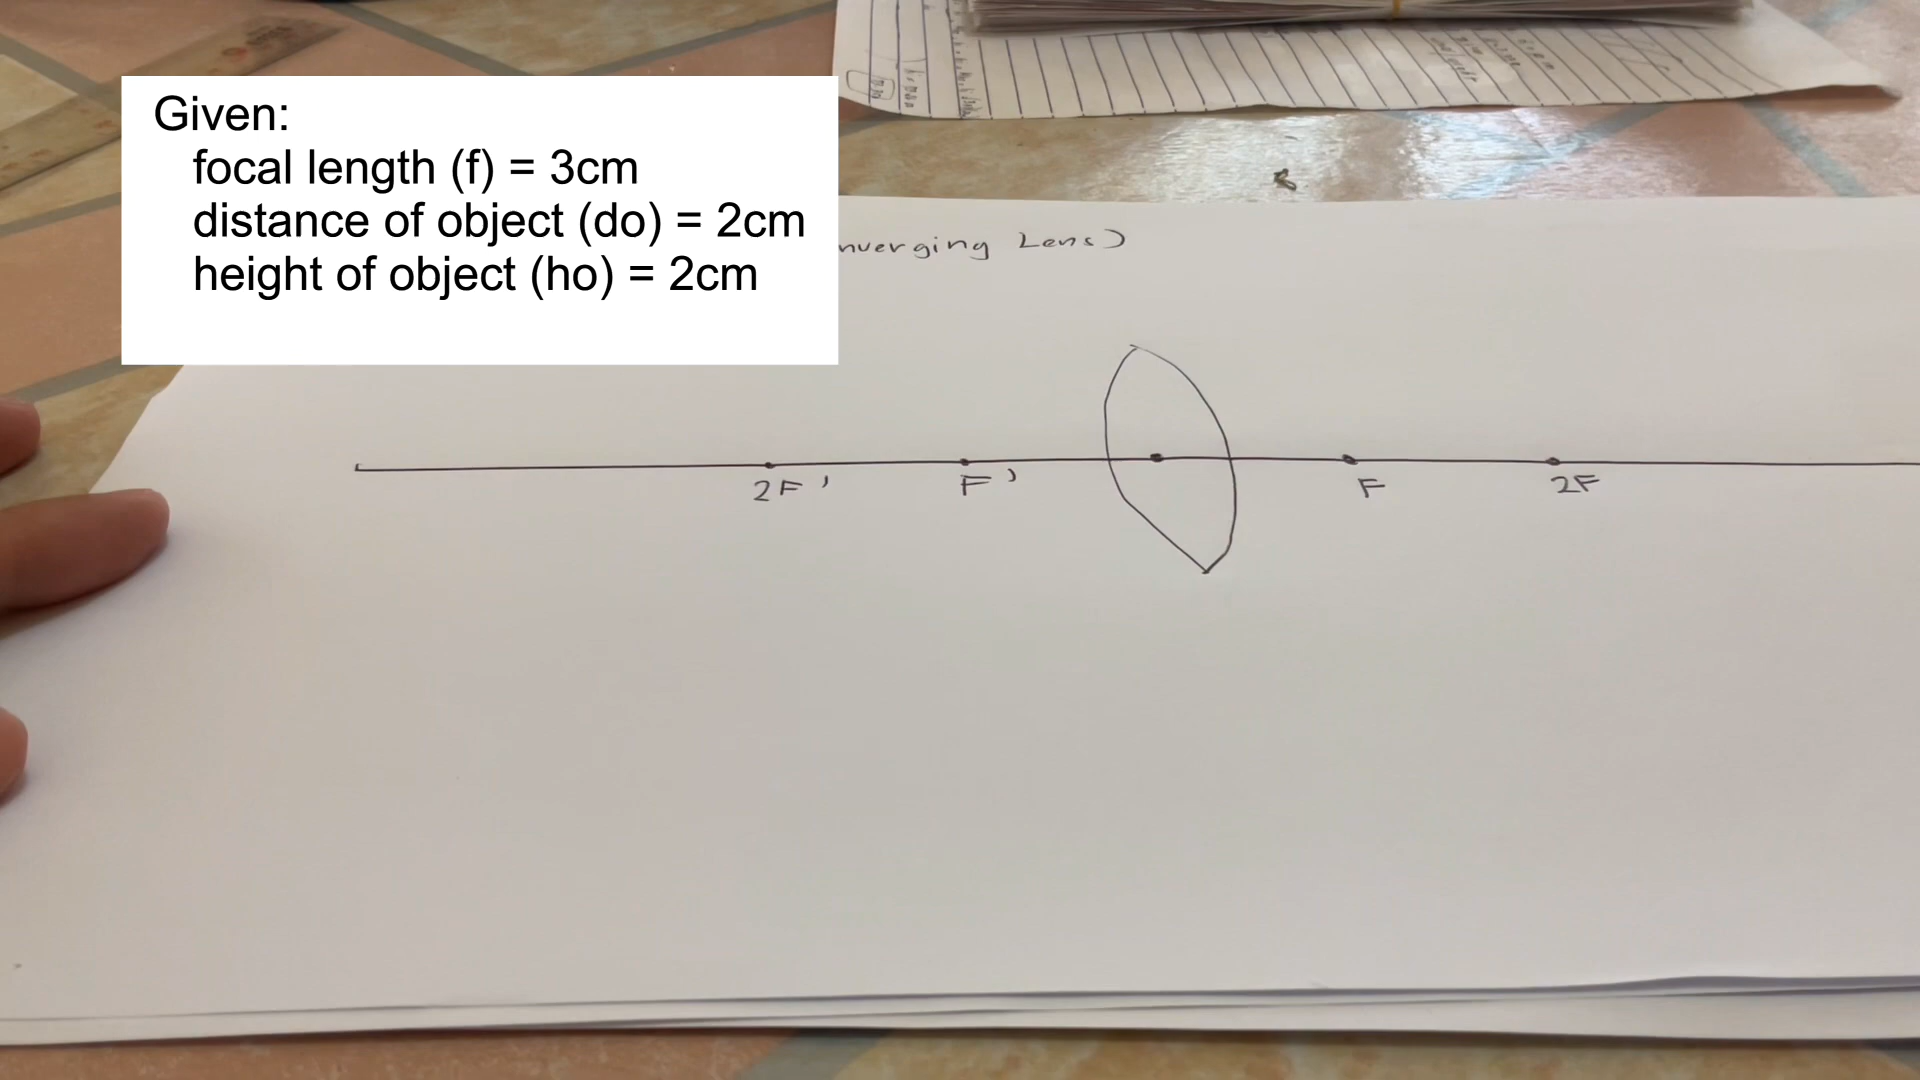 Given:
focal length (f) = 3cm
distance of object (do) = 2cm
height of object (ho) = 2cm
nverging Lens)
2F' F' F 2F